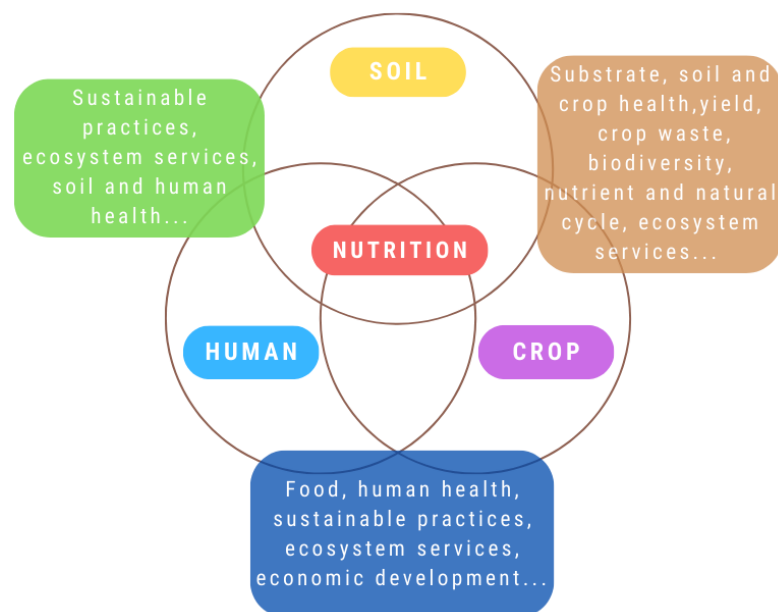 SOIL
Sustainable
practices,
ecosystem services,
soil and human
health...
Substrate, soil and
crop health,yield,
crop waste,
biodiversity,
nutrient and natural
cycle, ecosystem
services...
NUTRITION
HUMAN
CROP
Food, human health,
sustainable practices,
ecosystem services,
economic development...